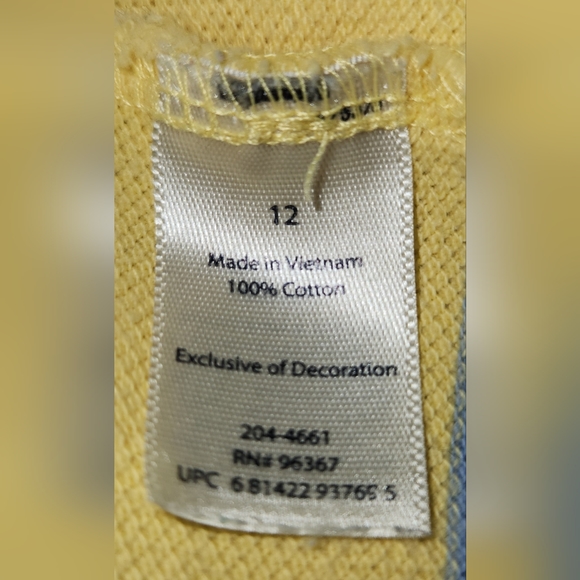 12
Made in Vietnam
100% Cotton
Exclusive of Decoration
204-4661
RN# 96367
UPC 6 81422 93765 5